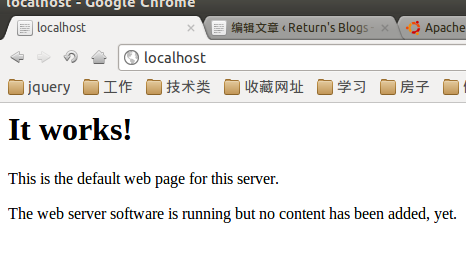 localhost - Google Chrome
localhost
编辑文章 ‹ Return's Blogs
Apache
localhost
jquery 工作 技术类 收藏网址 学习 房子
It works!
This is the default web page for this server.
The web server software is running but no content has been added, yet.